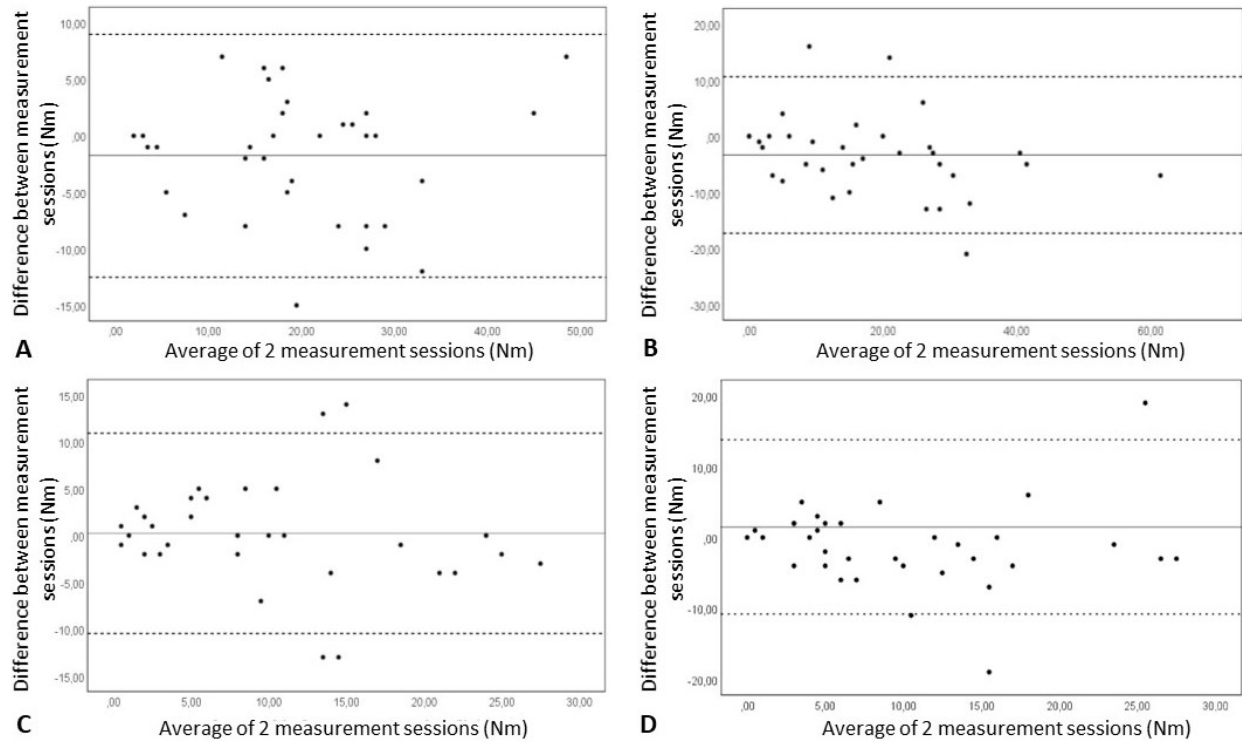 Difference between measurement
sessions (Nm)
10,00
5,00
,00
-5,00
-10,00
-15,00
,00 10,00 20,00 30,00 40,00 50,00
A
Average of 2 measurement sessions (Nm)
Difference between measurement
sessions (Nm)
20,00
10,00
,00
-10,00
-20,00
-30,00
,00 20,00 40,00 60,00
B
Average of 2 measurement sessions (Nm)
Difference between measurement
sessions (Nm)
15,00
10,00
5,00
,00
-5,00
-10,00
-15,00
,00 5,00 10,00 15,00 20,00 25,00 30,00
C
Average of 2 measurement sessions (Nm)
Difference between measurement
sessions (Nm)
20,00
10,00
,00
-10,00
-20,00
,00 5,00 10,00 15,00 20,00 25,00 30,00
D
Average of 2 measurement sessions (Nm)